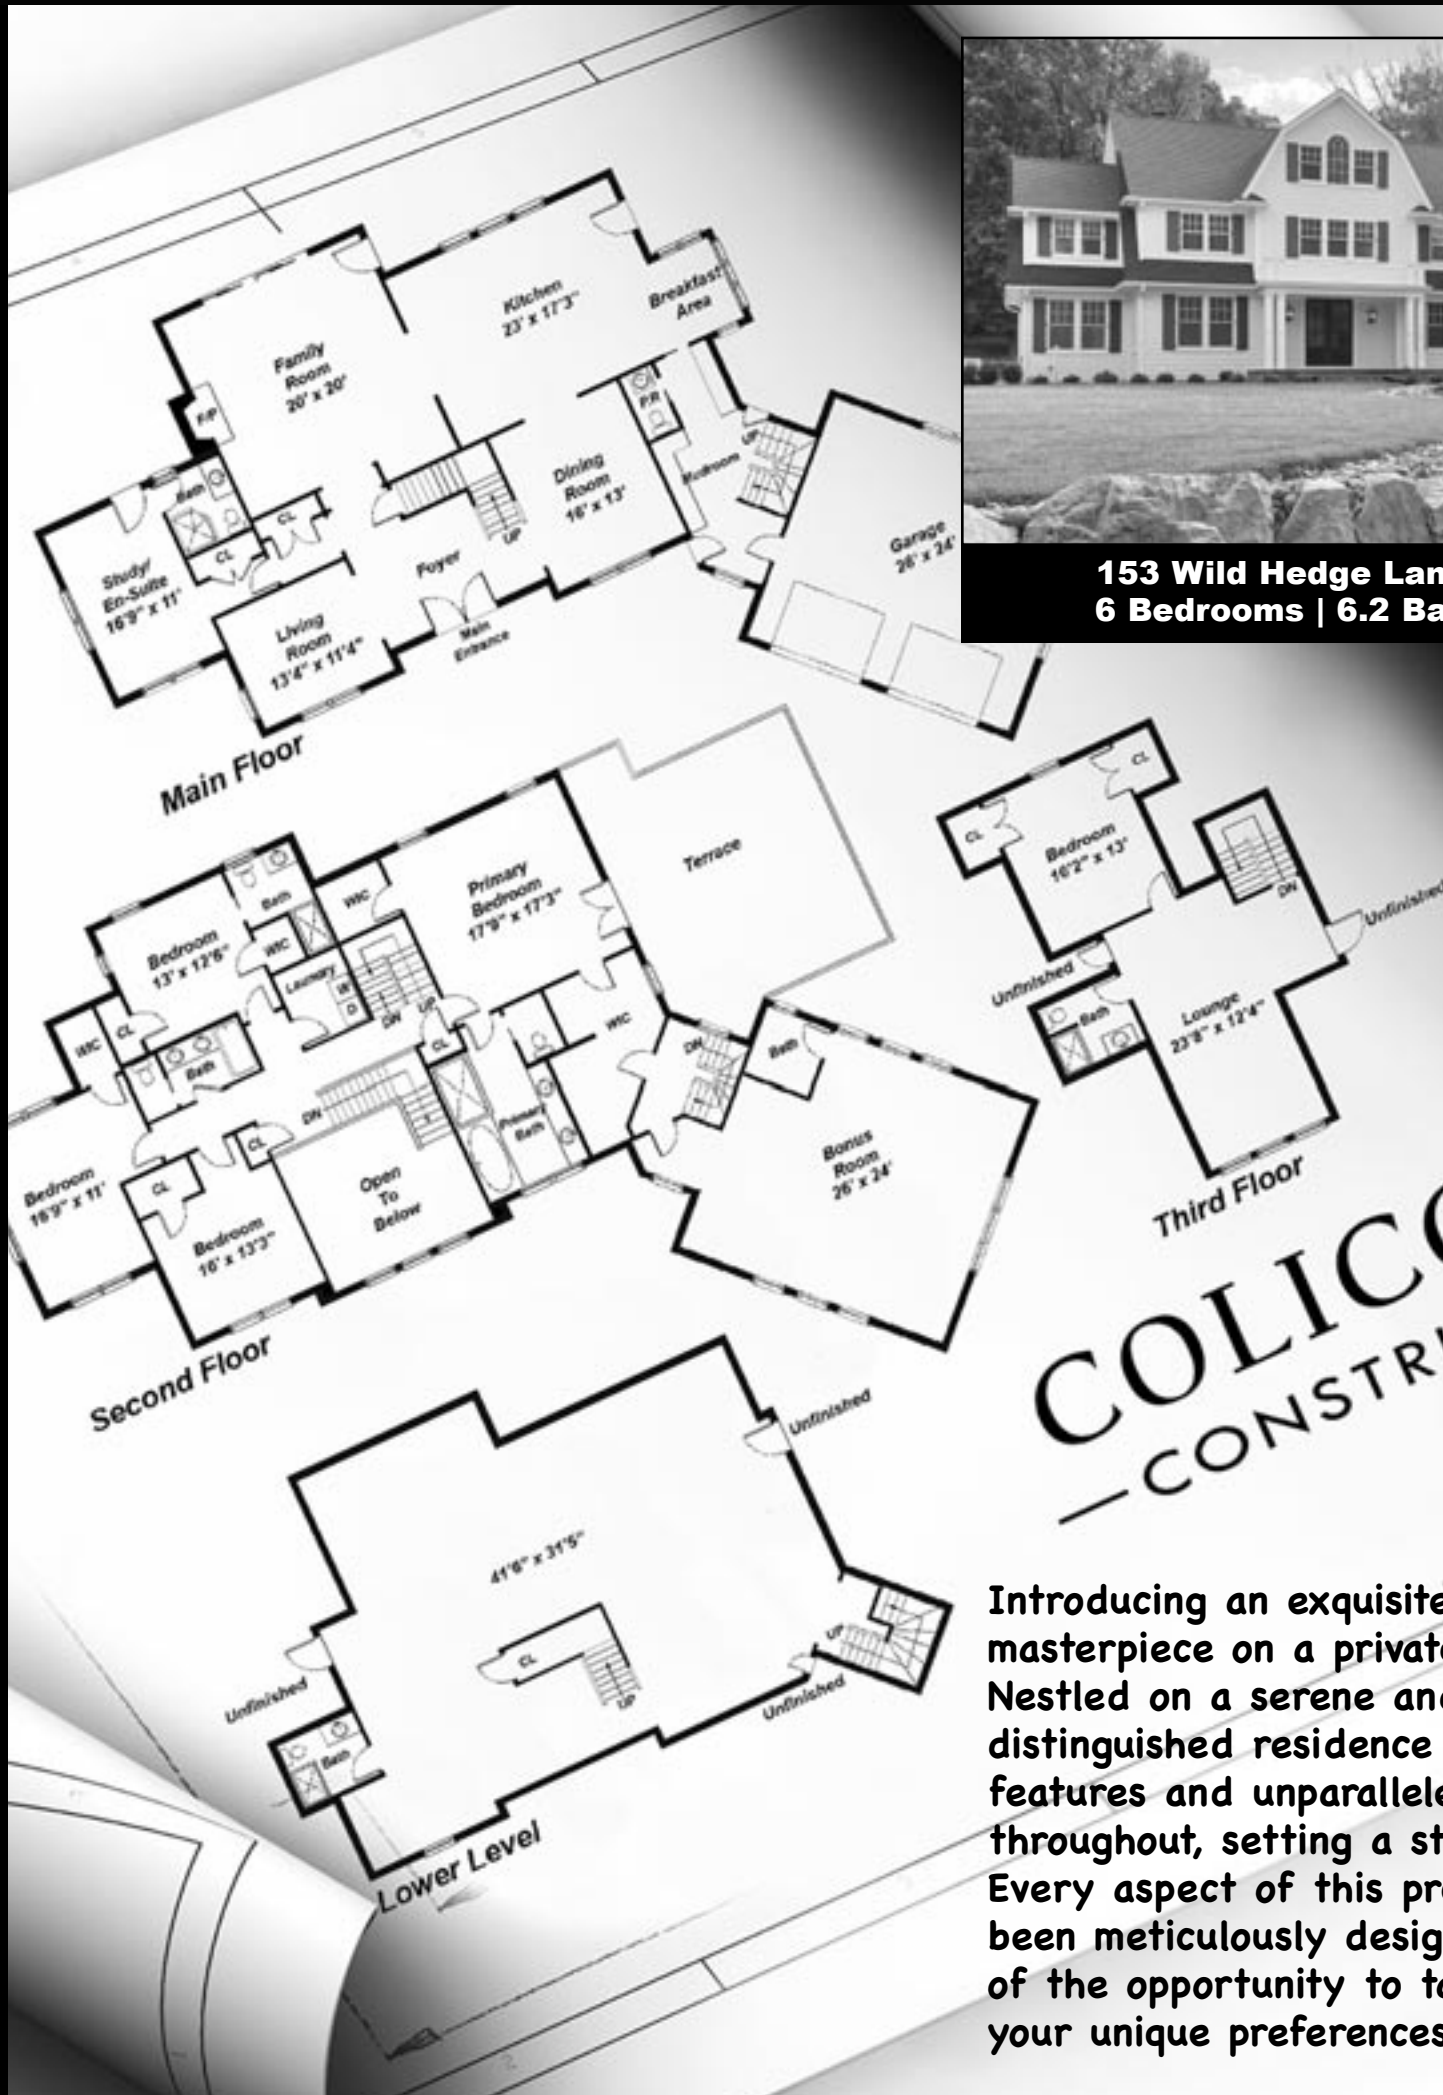 Kitchen
23' x 17'3"
Breakfast
Area
Family
Room
20' x 20'
F/P
P.R
UP
Mudroom
Dining
Room
16' x 13'
Bath
CL
CL
UP
Foyer
Garage
26' x 24'
Study/
En-Suite
16'9" x 11'
Living
Room
13'4" x 11'4"
Main
Entrance
Main Floor
153 Wild Hedge Lan
6 Bedrooms | 6.2 Ba
Terrace
Primary
Bedroom
17'9" x 17'3"
WIC
Bath
Bedroom
13' x 12'6"
WIC
Laundry
W
D
UP
DN
CL
CL
WIC
WIC
Bath
DN
Bath
DN
CL
Primary
Bath
Bonus
Room
26' x 24'
Bedroom
16'9" x 11'
CL
Open
To
Below
Bedroom
16' x 13'3"
Second Floor
CL
CL
Bedroom
16'2" x 13'
DN
Unfinished
Unfinished
Bath
Lounge
23'8" x 12'4"
Third Floor
COLICO
CONSTR
Unfinished
41'6" x 31'5"
CL
UP
UP
Unfinished
Unfinished
Bath
Lower Level
Introducing an exquisite
masterpiece on a private
Nestled on a serene and
distinguished residence
features and unparallele
throughout, setting a st
Every aspect of this pro
been meticulously desig
of the opportunity to ta
your unique preferences